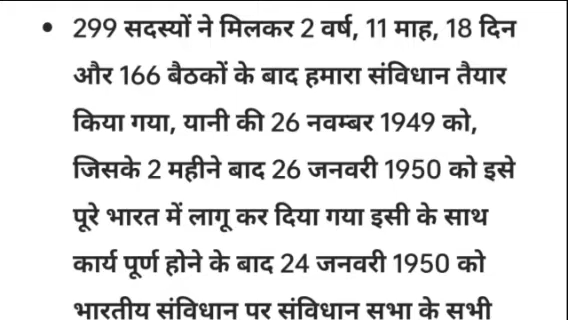 • 299 सदस्यों ने मिलकर 2 वर्ष, 11 माह, 18 दिन
और 166 बैठकों के बाद हमारा संविधान तैयार
किया गया, यानी की 26 नवम्बर 1949 को,
जिसके 2 महीने बाद 26 जनवरी 1950 को इसे
पूरे भारत में लागू कर दिया गया इसी के साथ
कार्य पूर्ण होने के बाद 24 जनवरी 1950 को
भारतीय संविधान पर संविधान सभा के सभी